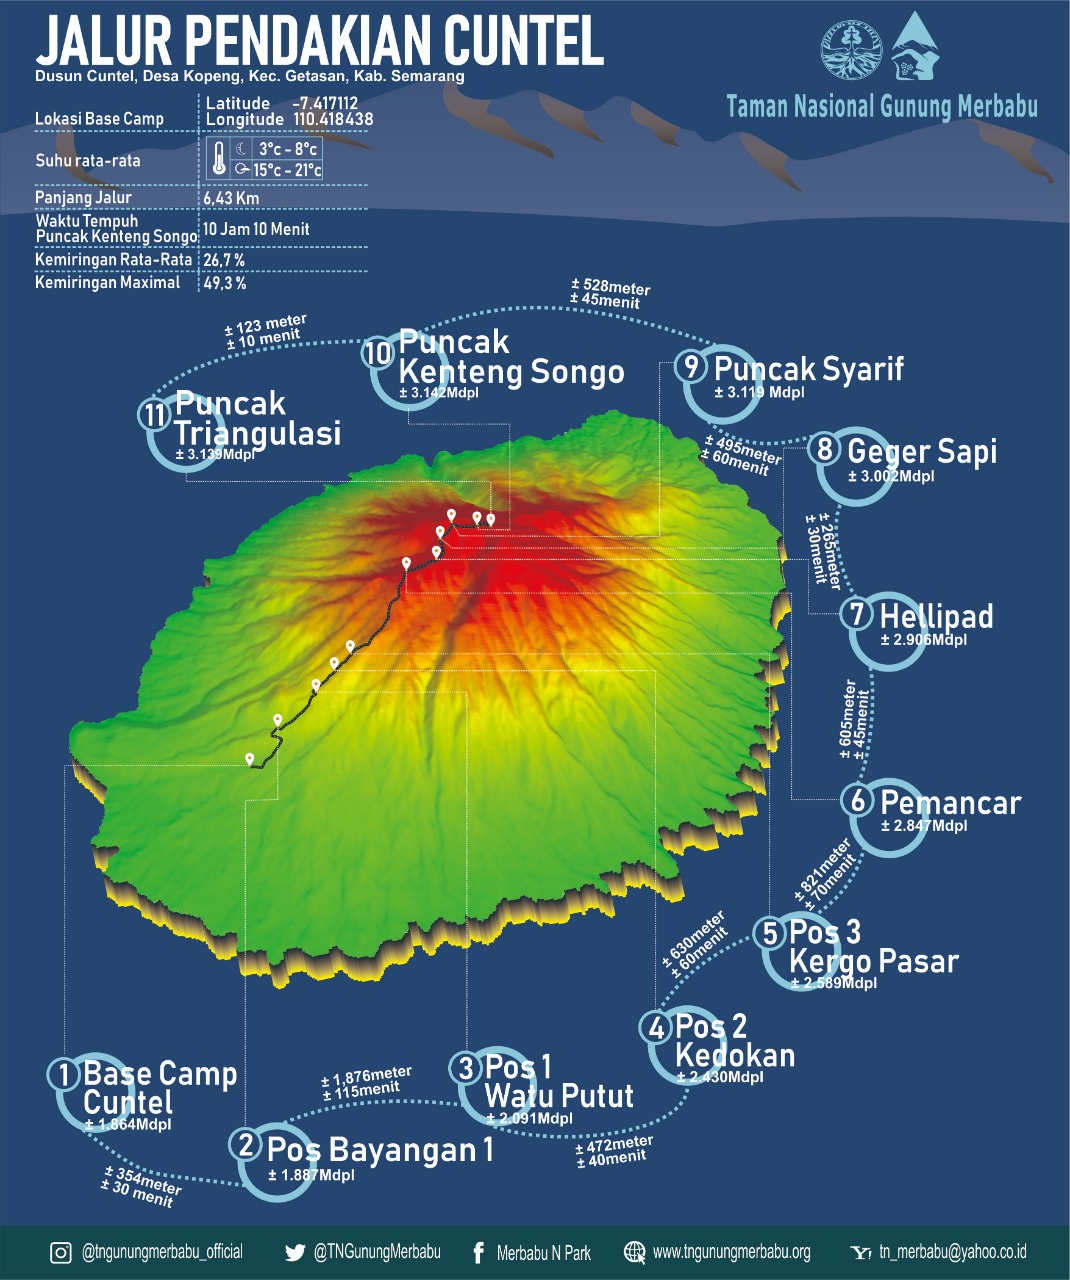 JALUR PENDAKIAN CUNTEL
Dusun Cuntel, Desa Kopeng, Kec. Getasan, Kab. Semarang
Taman Nasional Gunung Merbabu
Lokasi Base Camp
Latitude -7.417112
Longitude 110.418438
Suhu rata-rata
3°c - 8°c
15°c - 21°c
Panjang Jalur 6,43 Km
Waktu Tempuh
Puncak Kenteng Songo
10 Jam 10 Menit
Kemiringan Rata-Rata 26,7 %
Kemiringan Maximal 49,3 %
± 528meter
± 45menit
± 123 meter
± 10 menit
10 Puncak
Kenteng Songo
± 3.142Mdpl
9 Puncak Syarif
± 3.119 Mdpl
11 Puncak
Triangulasi
± 3.139Mdpl
± 495meter
± 60menit
8 Geger Sapi
± 3.002Mdpl
± 265meter
± 30menit
7 Hellipad
± 2.906Mdpl
± 605meter
± 45menit
6 Pemancar
± 2.847Mdpl
± 821meter
± 70menit
5 Pos 3
Kergo Pasar
± 2.589Mdpl
± 630meter
± 60menit
4 Pos 2
Kedokan
± 2.430Mdpl
3 Pos 1
Watu Putut
± 2.091Mdpl
± 472meter
± 40menit
± 1,876meter
± 115menit
1 Base Camp
Cuntel
± 1.864Mdpl
2 Pos Bayangan 1
± 1.887Mdpl
± 354meter
± 30 menit
@tngunungmerbabu_official
@TNGunungMerbabu
Merbabu N Park
www.tngunungmerbabu.org
tn_merbabu@yahoo.co.id